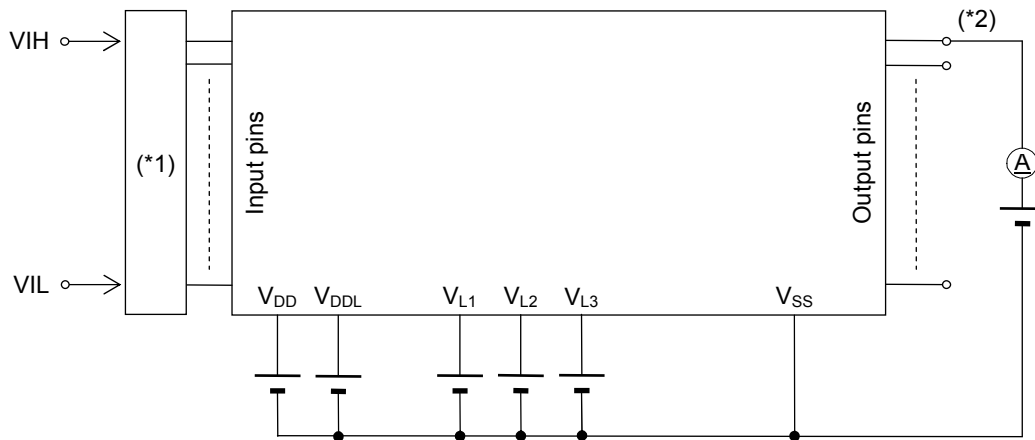 VIH
(*2)
(*1)
Input pins
Output pins
A
VIL
VDD
VDDL
VL1
VL2
VL3
VSS